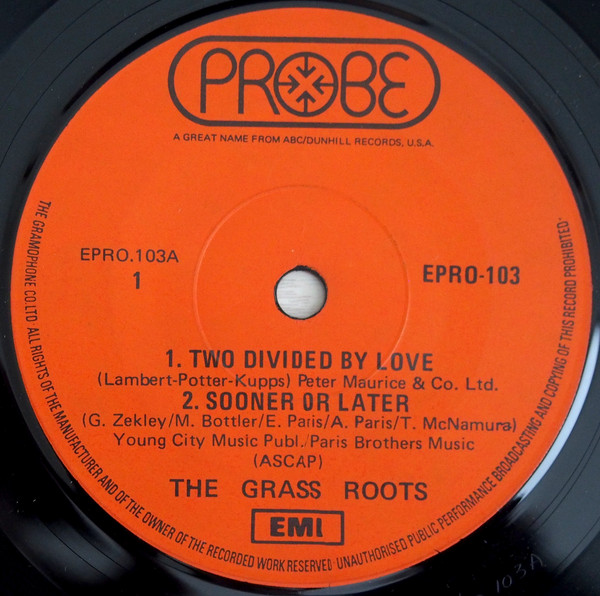 PROBE
A GREAT NAME FROM ABC/DUNHILL RECORDS, U.S.A.
EPRO.103A
1
EPRO-103
1. TWO DIVIDED BY LOVE
(Lambert-Potter-Kupps) Peter Maurice & Co. Ltd.
2. SOONER OR LATER
(G. Zekley/M. Bottler/E. Paris/A. Paris/T. McNamura)
Young City Music Publ./Paris Brothers Music
(ASCAP)
THE GRASS ROOTS
EMI
THE GRAMOPHONE CO.LTD. ALL RIGHTS OF THE MANUFACTURER AND OF THE OWNER OF THE RECORDED WORK RESERVED UNAUTHORISED PUBLIC PERFORMANCE BROADCASTING AND COPYING OF THIS RECORD PROHIBITED·
103A